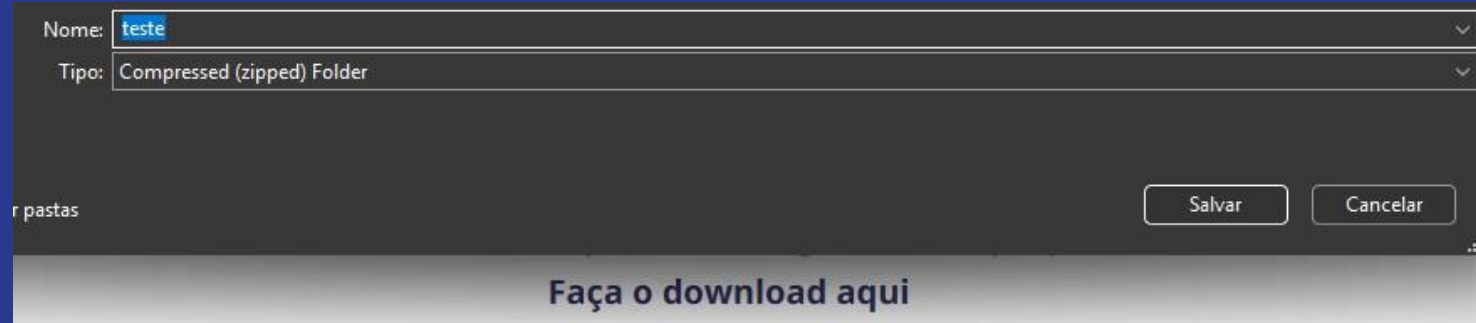 Nome: teste
Tipo: Compressed (zipped) Folder
r pastas
Salvar Cancelar
Faça o download aqui